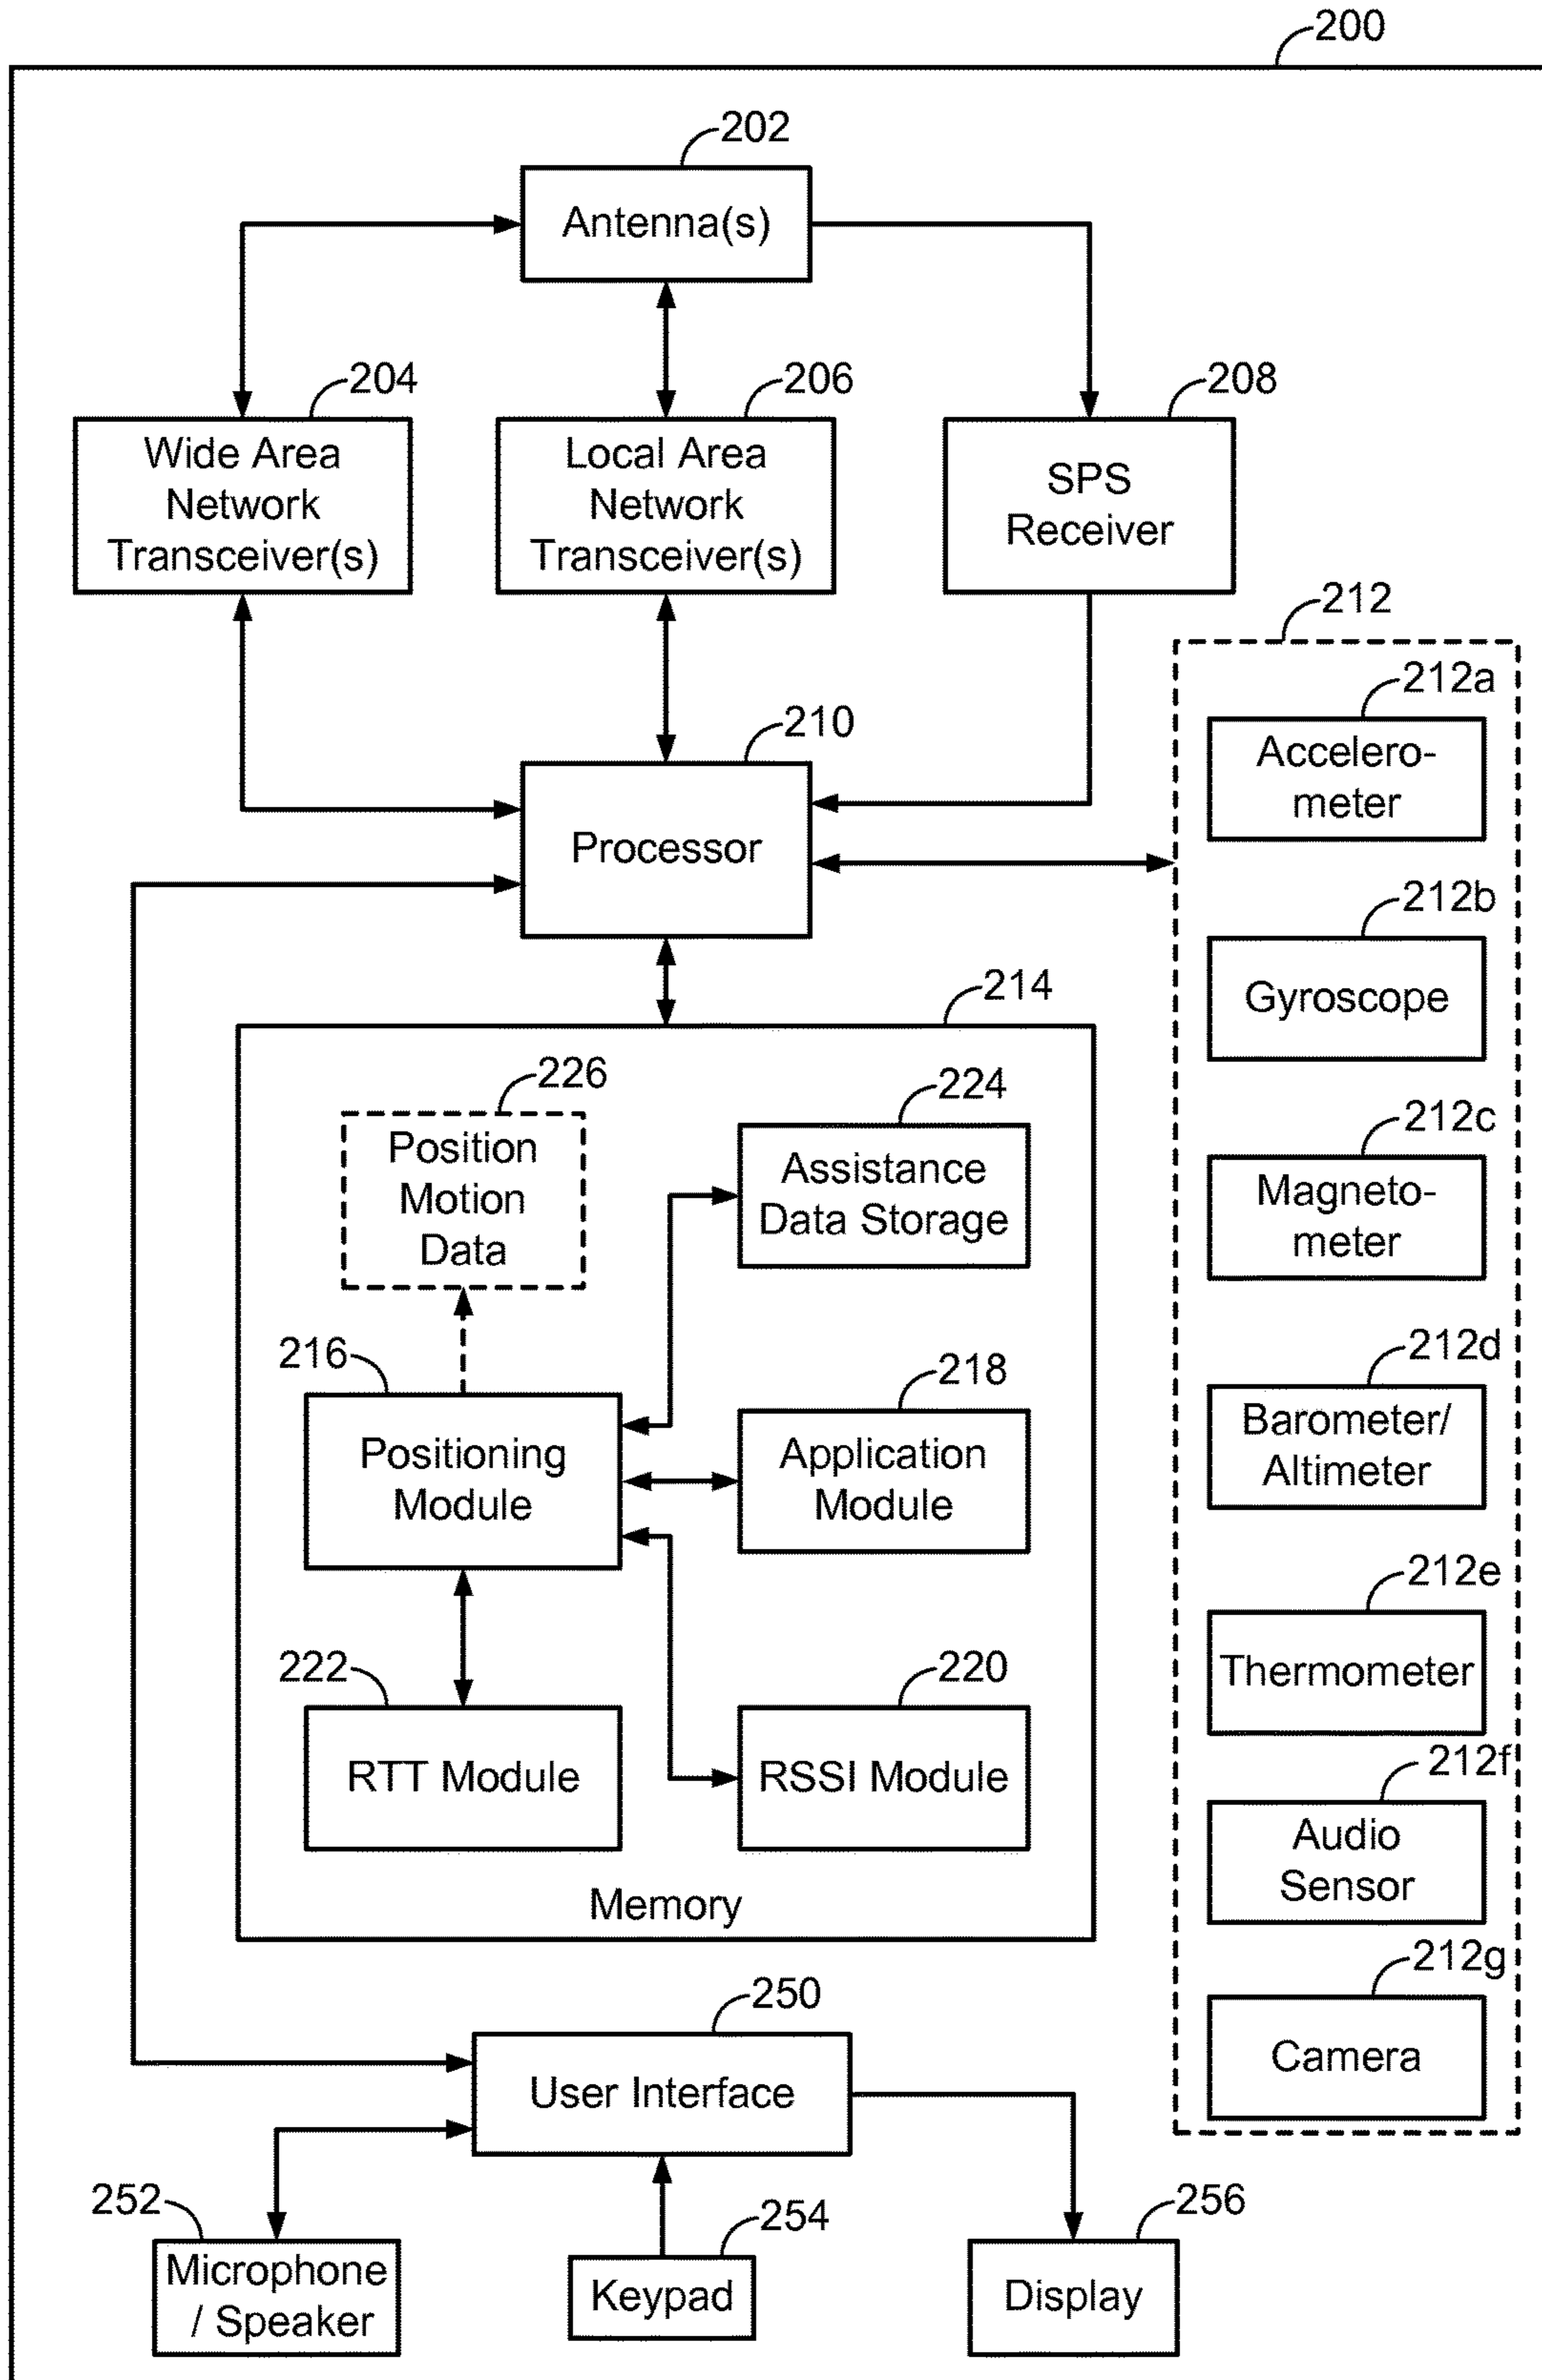 200
202
Antenna(s)
204
206
208
Wide Area
Network
Transceiver(s)
Local Area
Network
Transceiver(s)
SPS
Receiver
212
212a
Accelero-
meter
210
Processor
212b
Gyroscope
214
226
Position
Motion
Data
224
Assistance
Data Storage
212c
Magneto-
meter
216
Positioning
Module
218
Application
Module
212d
Barometer/
Altimeter
212e
Thermometer
222
RTT Module
220
RSSI Module
212f
Audio
Sensor
Memory
212g
Camera
250
User Interface
252
Microphone
/ Speaker
254
Keypad
256
Display